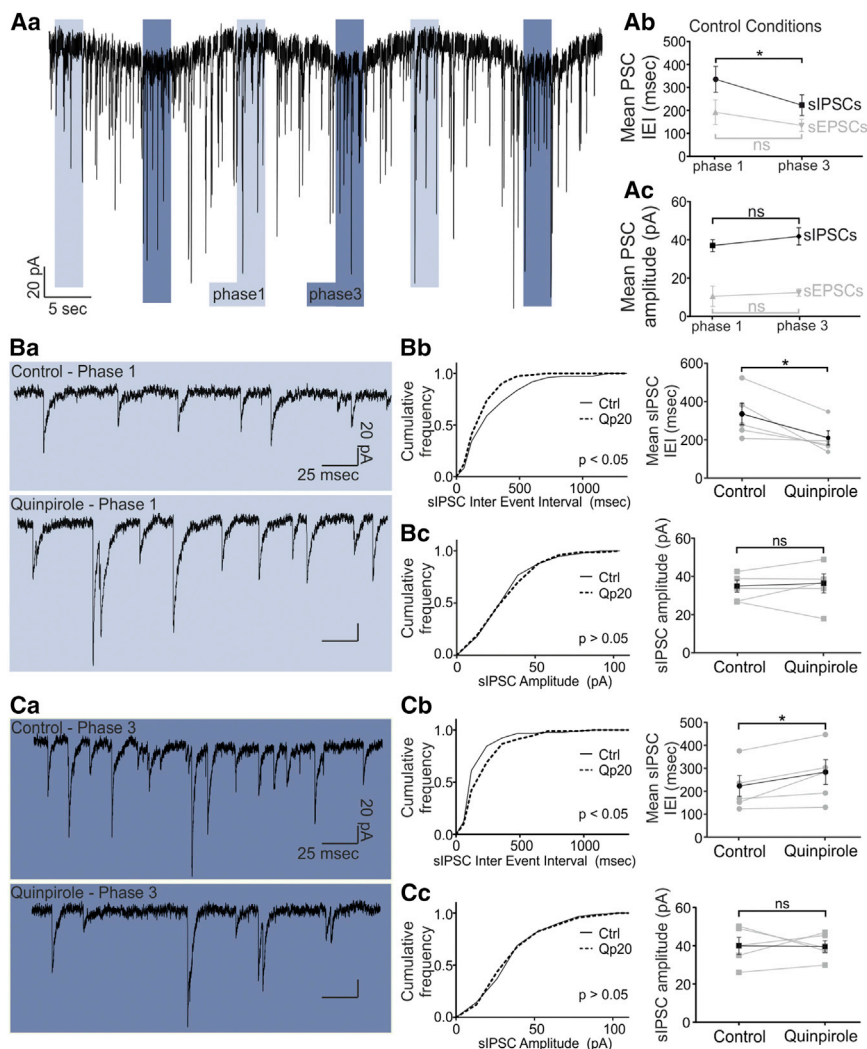 Aa
20 pA
5 sec
phase1
phase3
Ab
Control Conditions
Mean PSC
IEI (msec)
500
400
300
200
100
0
*
sIPSCs
sEPSCs
ns
phase 1
phase 3
Ac
Mean PSC
amplitude (pA)
60
40
20
0
ns
sIPSCs
sEPSCs
ns
phase 1
phase 3
Ba
Control - Phase 1
20 pA
25 msec
Quinpirole - Phase 1
Bb
Cumulative
frequency
1.0
0.5
0.0
Ctrl
Qp20
p < 0.05
0
500
1000
sIPSC Inter Event Interval (msec)
Mean sIPSC
IEI (msec)
600
400
200
0
*
Control
Quinpirole
Bc
Cumulative
frequency
1.0
0.5
0.0
Ctrl
Qp20
p > 0.05
0
50
100
sIPSC Amplitude (pA)
sIPSC amplitude (pA)
60
40
20
0
ns
Control
Quinpirole
Ca
Control - Phase 3
20 pA
25 msec
Quinpirole - Phase 3
Cb
Cumulative
frequency
1.0
0.5
0.0
Ctrl
Qp20
p < 0.05
0
500
1000
sIPSC Inter Event Interval (msec)
Mean sIPSC
IEI (msec)
500
400
300
200
100
0
*
Control
Quinpirole
Cc
Cumulative
frequency
1.0
0.5
0.0
Ctrl
Qp20
p > 0.05
0
50
100
sIPSC Amplitude (pA)
sIPSC amplitude (pA)
60
40
20
0
ns
Control
Quinpirole